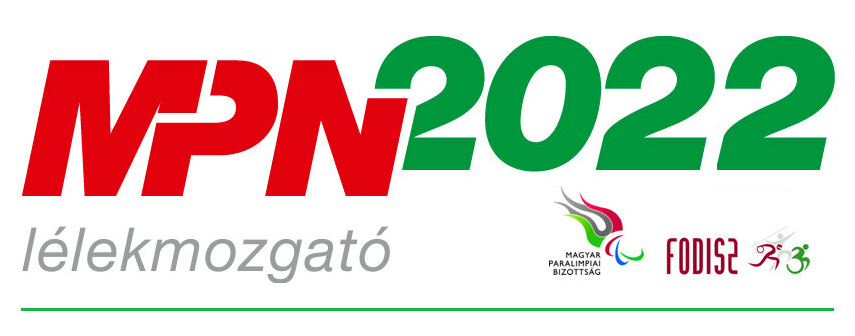 MPN2022
lélekmozgató
MAGYAR
PARALIMPIAI
BIZOTTSÁG
FODISZ